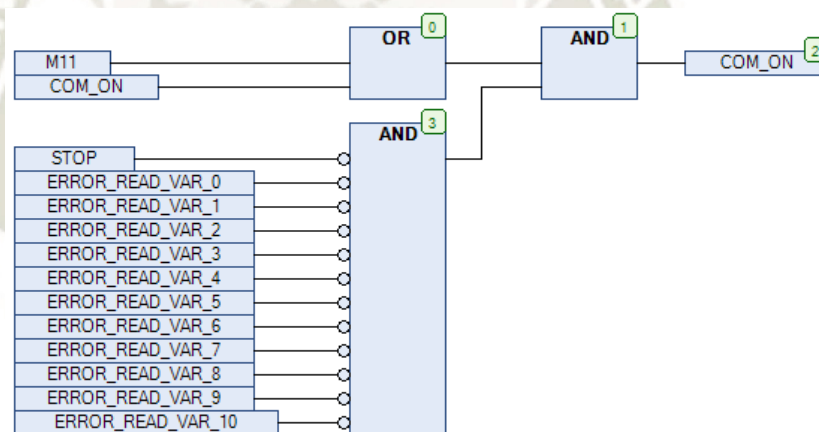 OR 0
AND 1
M11
COM_ON
COM_ON 2
AND 3
STOP
ERROR_READ_VAR_0
ERROR_READ_VAR_1
ERROR_READ_VAR_2
ERROR_READ_VAR_3
ERROR_READ_VAR_4
ERROR_READ_VAR_5
ERROR_READ_VAR_6
ERROR_READ_VAR_7
ERROR_READ_VAR_8
ERROR_READ_VAR_9
ERROR_READ_VAR_10